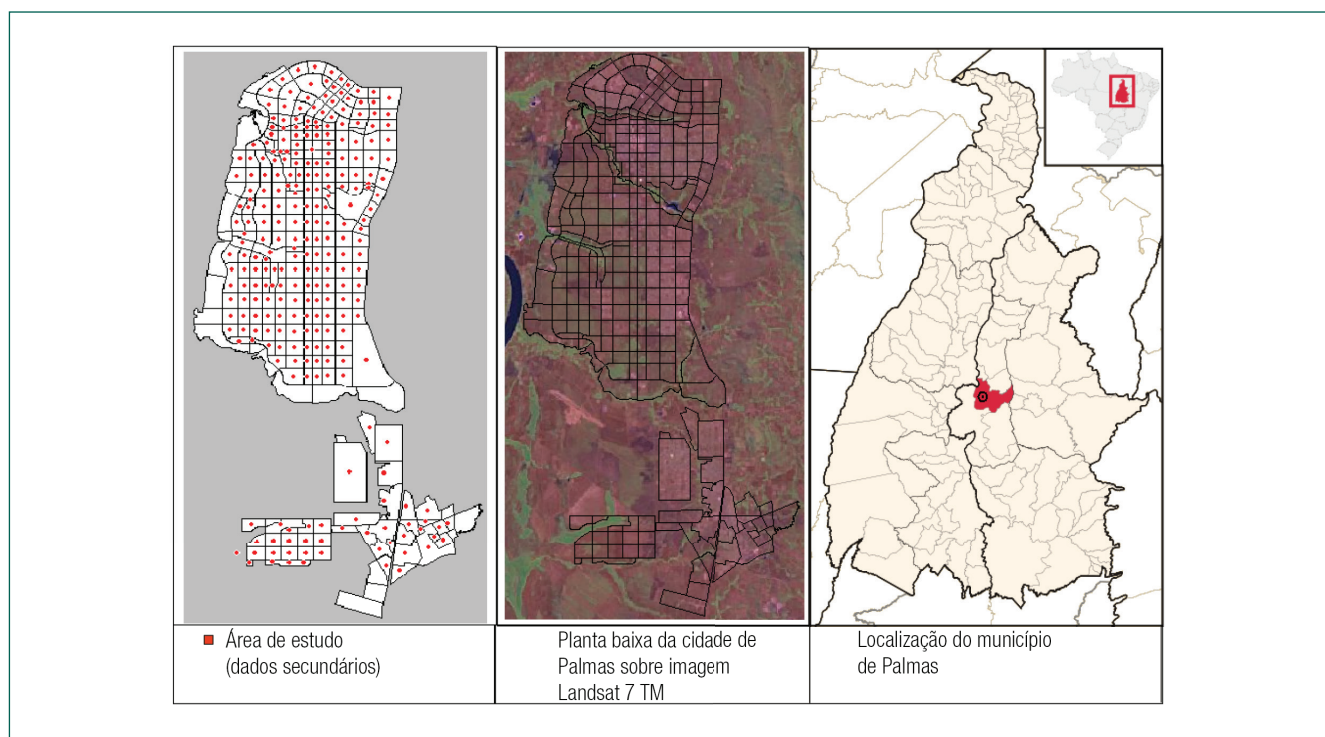 Área de estudo
(dados secundários)
Planta baixa da cidade de
Palmas sobre imagem
Landsat 7 TM
Localização do município
de Palmas